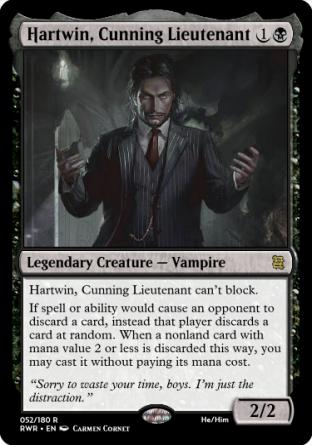 Hartwin, Cunning Lieutenant 1
Legendary Creature — Vampire
Hartwin, Cunning Lieutenant can't block.
If spell or ability would cause an opponent to
discard a card, instead that player discards a
card at random. When a nonland card with
mana value 2 or less is discarded this way, you
may cast it without paying its mana cost.
“Sorry to waste your time, boys. I'm just the
distraction.”
2/2
052/180 R
He/Him
RWR • EN Carmen Cornet